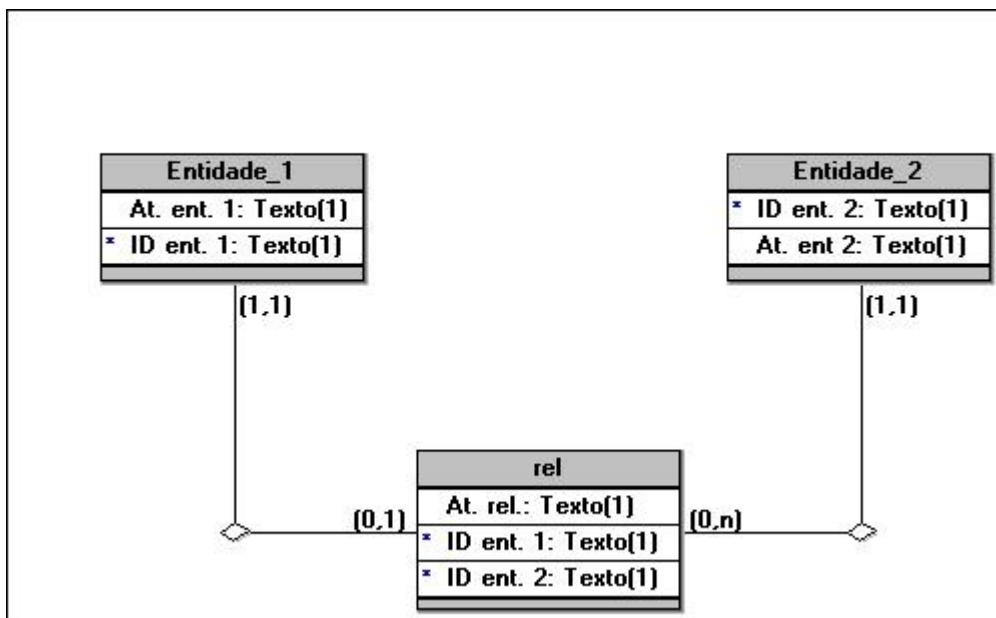 Entidade_1
At. ent. 1: Texto(1)
* ID ent. 1: Texto(1)
(1,1)
Entidade_2
* ID ent. 2: Texto(1)
At. ent 2: Texto(1)
(1,1)
(0,1)
rel
At. rel.: Texto(1)
* ID ent. 1: Texto(1)
* ID ent. 2: Texto(1)
(0,n)